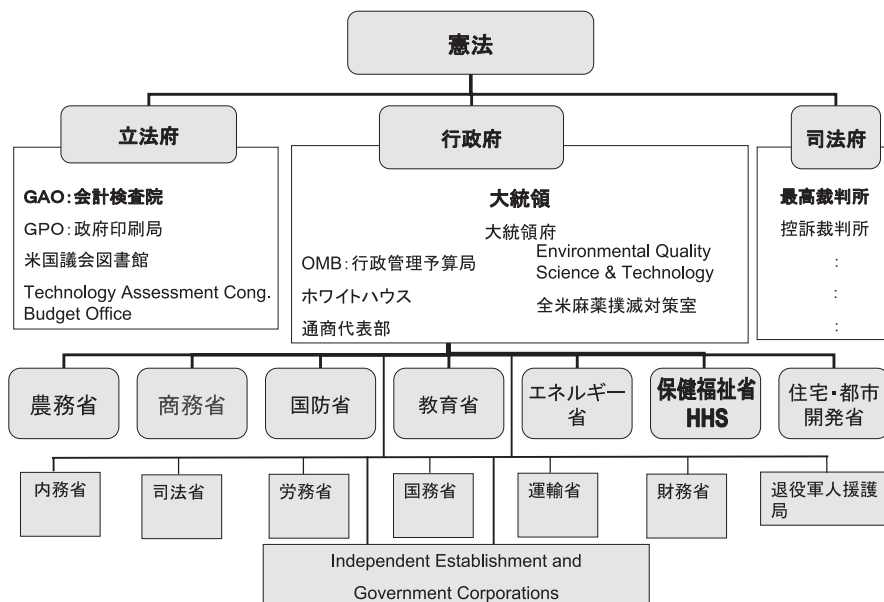 憲法
立法府
行政府
司法府
GAO:会計検査院
GPO:政府印刷局
米国議会図書館
Technology Assessment Cong.
Budget Office
大統領
大統領府
OMB:行政管理予算局
ホワイトハウス
通商代表部
Environmental Quality
Science & Technology
全米麻薬撲滅対策室
最高裁判所
控訴裁判所
:
:
:
農務省
商務省
国防省
教育省
エネルギー
省
保健福祉省
HHS
住宅・都市
開発省
内務省
司法省
労務省
国務省
運輸省
財務省
退役軍人援護
局
Independent Establishment and
Government Corporations